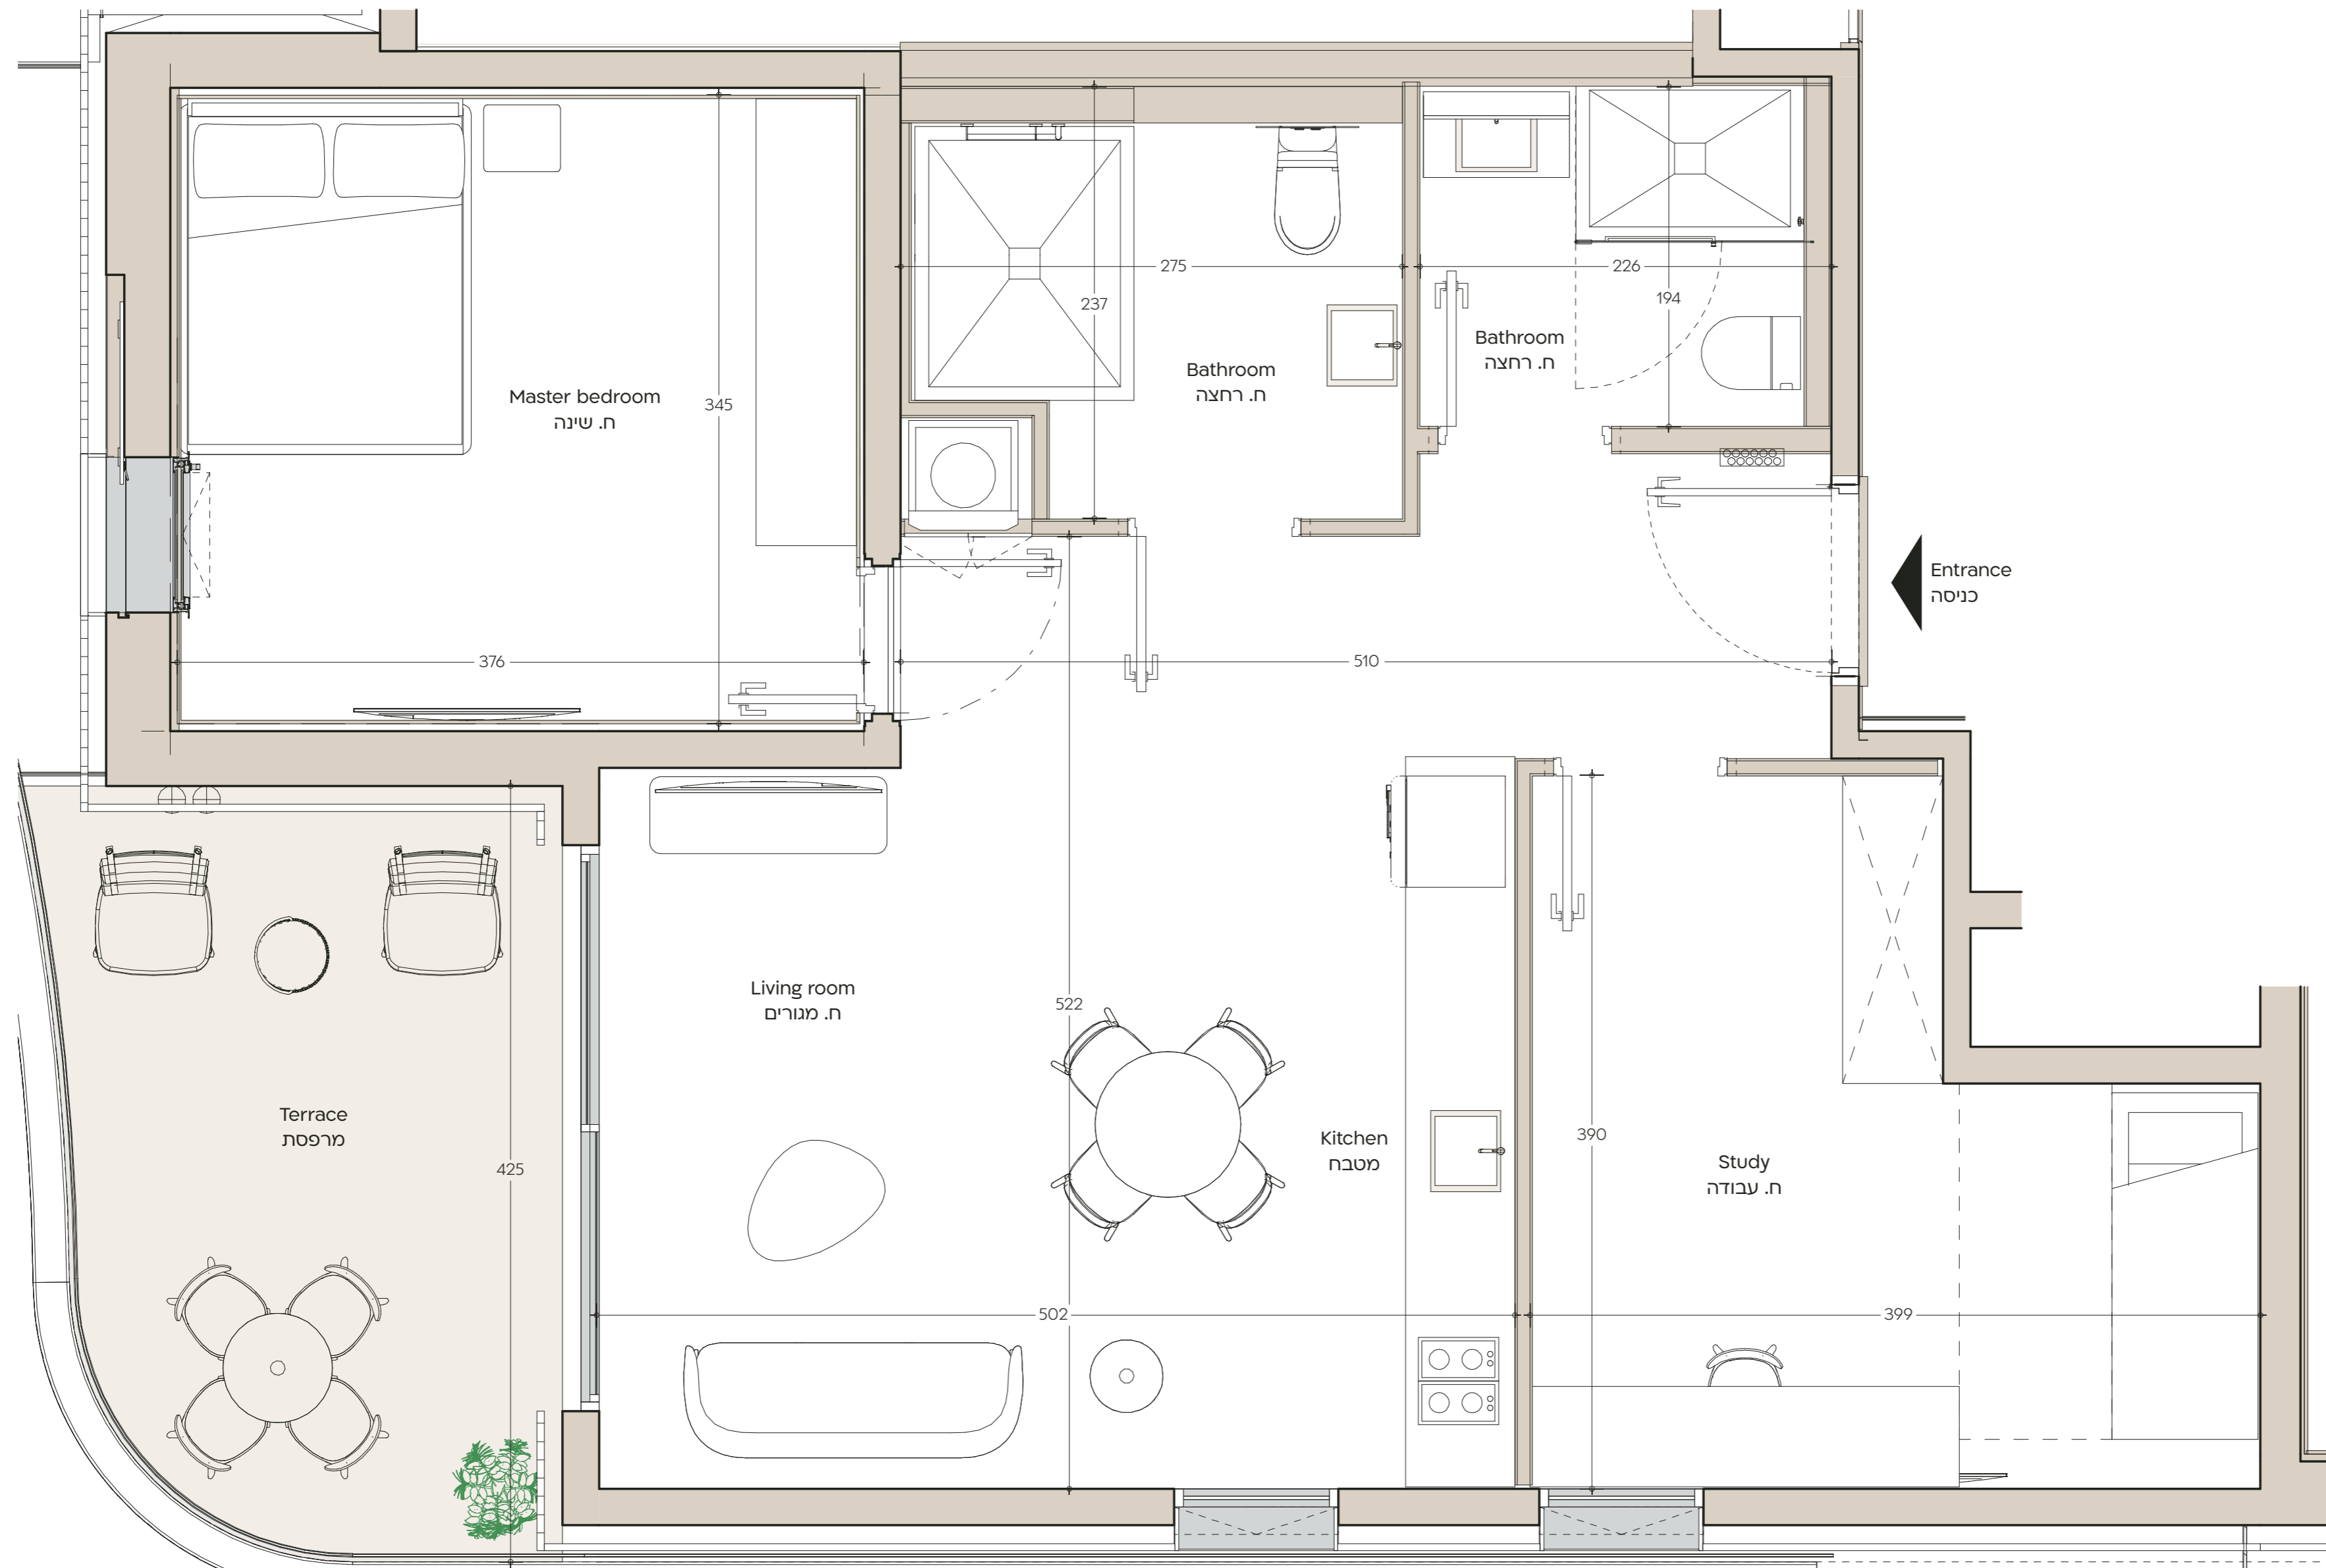 275
226
237
194
Bathroom
ח. רחצה
Bathroom
ח. רחצה
Master bedroom
ח. שינה
345
Entrance
כניסה
376
510
Living room
ח. מגורים
522
Terrace
מרפסת
425
Kitchen
מטבח
390
Study
ח. עבודה
502
399